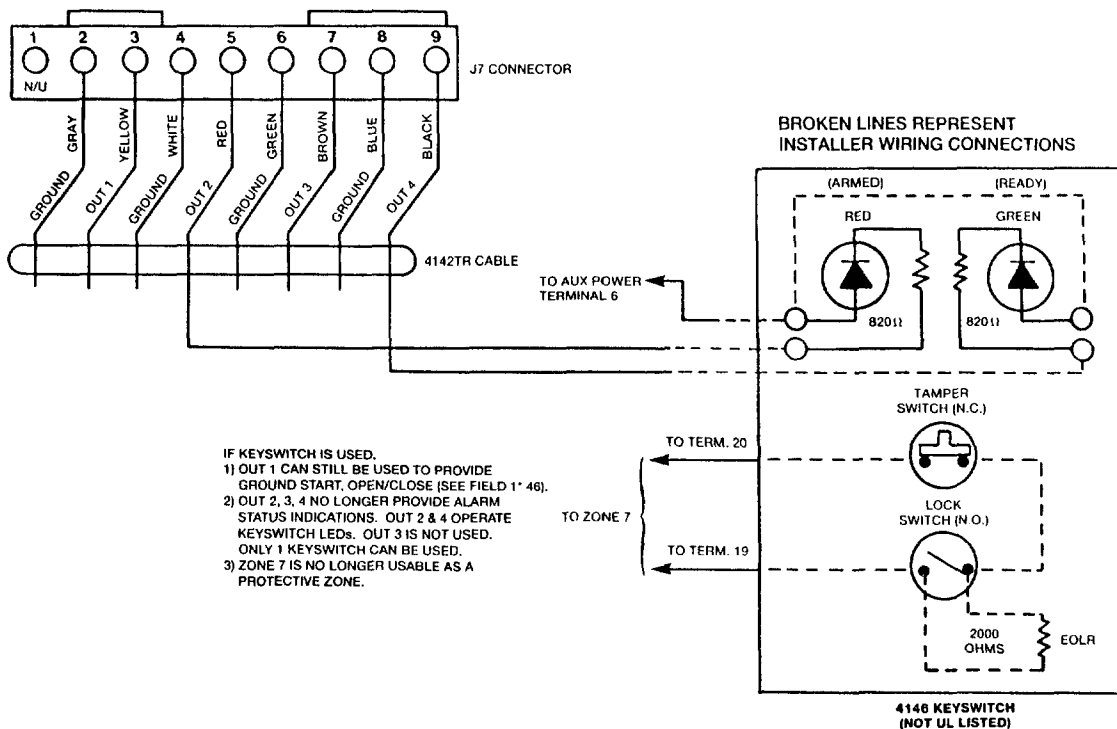 1 2 3 4 5 6 7 8 9
N/U
J7 CONNECTOR
GRAY
YELLOW
WHITE
RED
GREEN
BROWN
BLUE
BLACK
GROUND
OUT 1
GROUND
OUT 2
GROUND
OUT 3
GROUND
OUT 4
4142TR CABLE
BROKEN LINES REPRESENT
INSTALLER WIRING CONNECTIONS
(ARMED) (READY)
RED GREEN
TO AUX POWER
TERMINAL 6
820Ω 820Ω
TAMPER
SWITCH (N.C.)
TO TERM. 20
LOCK
SWITCH (N.O.)
TO ZONE 7
TO TERM. 19
2000
OHMS
EOLR
IF KEYSWITCH IS USED.
1) OUT 1 CAN STILL BE USED TO PROVIDE
GROUND START, OPEN/CLOSE (SEE FIELD 1* 46).
2) OUT 2, 3, 4 NO LONGER PROVIDE ALARM
STATUS INDICATIONS. OUT 2 & 4 OPERATE
KEYSWITCH LEDs. OUT 3 IS NOT USED.
ONLY 1 KEYSWITCH CAN BE USED.
3) ZONE 7 IS NO LONGER USABLE AS A
PROTECTIVE ZONE.
4146 KEYSWITCH
(NOT UL LISTED)